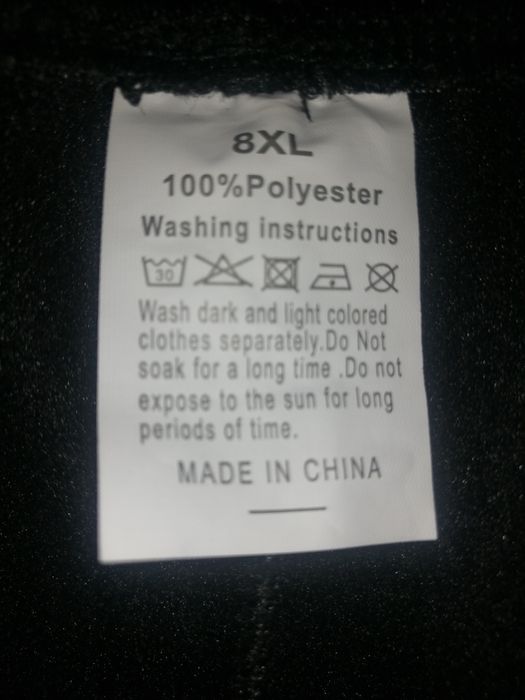 8XL
100%Polyester
Washing instructions
30
Wash dark and light colored
clothes separately.Do Not
soak for a long time .Do not
expose to the sun for long
periods of time.
MADE IN CHINA